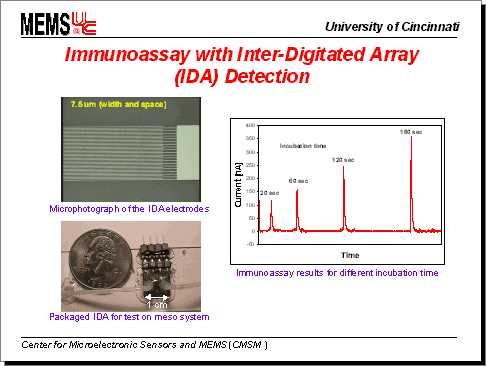 MEMS UC @
University of Cincinnati
Immunoassay with Inter-Digitated Array
(IDA) Detection
7.5 um (width and space)
Microphotograph of the IDA electrodes
1 cm
Packaged IDA for test on meso system
Current [nA]
400
350
300
250
200
150
100
50
0
-50
Incubation time
20 sec
60 sec
120 sec
180 sec
Time
Immunoassay results for different incubation time
Center for Microelectronic Sensors and MEMS (CMSM )